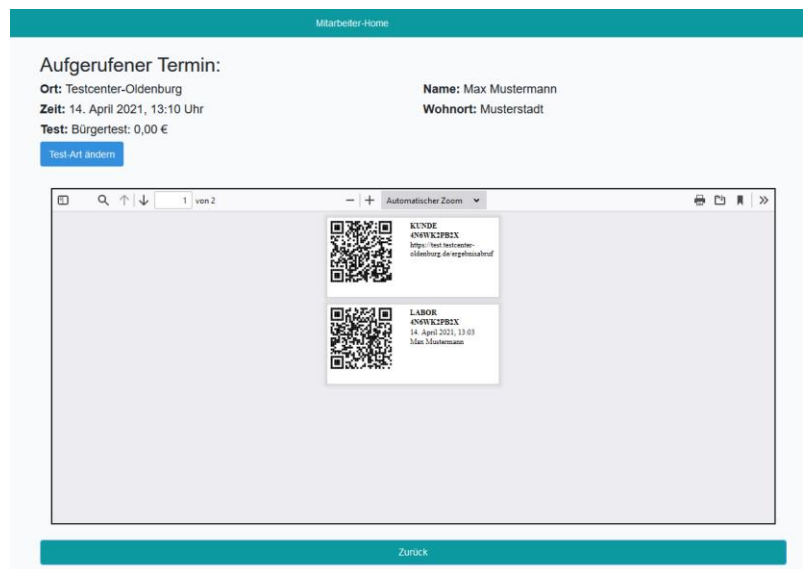 Mitarbeiter-Home
Aufgerufener Termin:
Ort: Testcenter-Oldenburg
Name: Max Mustermann
Zeit: 14. April 2021, 13:10 Uhr
Wohnort: Musterstadt
Test: Bürgertest: 0,00 €
Test-Art ändern
1 von 2
Automatischer Zoom
KUNDE
4N6WK2PB2X
https://test.testcenter-
oldenburg.de/ergebnisabruf
LABOR
4N6WK2PB2X
14. April 2021, 13:03
Max Mustermann
Zurück